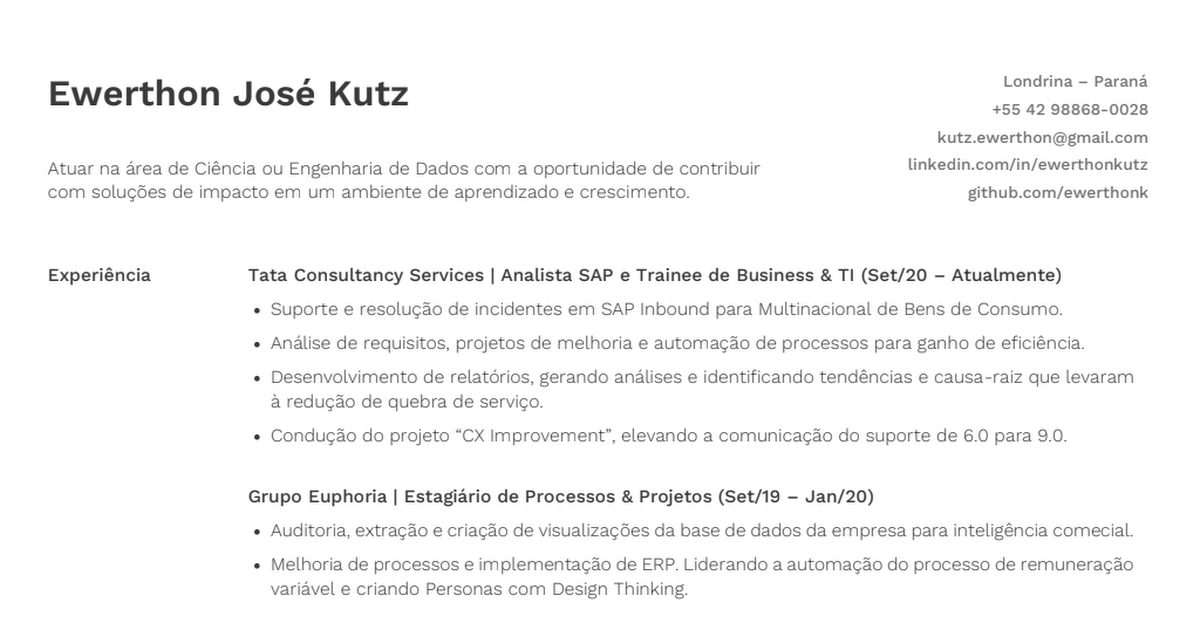 Ewerthon José Kutz
Londrina – Paraná
+55 42 98868-0028
kutz.ewerthon@gmail.com
linkedin.com/in/ewerthonkutz
github.com/ewerthonk
Atuar na área de Ciência ou Engenharia de Dados com a oportunidade de contribuir
com soluções de impacto em um ambiente de aprendizado e crescimento.
Experiência
Tata Consultancy Services | Analista SAP e Trainee de Business & TI (Set/20 – Atualmente)
• Suporte e resolução de incidentes em SAP Inbound para Multinacional de Bens de Consumo.
• Análise de requisitos, projetos de melhoria e automação de processos para ganho de eficiência.
• Desenvolvimento de relatórios, gerando análises e identificando tendências e causa-raiz que levaram
à redução de quebra de serviço.
• Condução do projeto “CX Improvement”, elevando a comunicação do suporte de 6.0 para 9.0.
Grupo Euphoria | Estagiário de Processos & Projetos (Set/19 – Jan/20)
• Auditoria, extração e criação de visualizações da base de dados da empresa para inteligência comecial.
• Melhoria de processos e implementação de ERP. Liderando a automação do processo de remuneração
variável e criando Personas com Design Thinking.